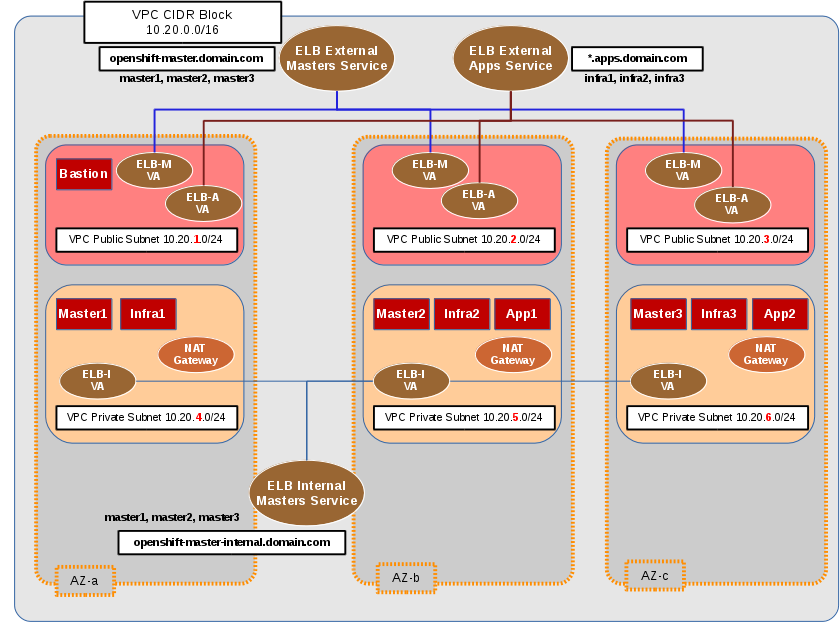 VPC CIDR Block
10.20.0.0/16
openshift-master.domain.com
master1, master2, master3
ELB External
Masters Service
ELB External
Apps Service
*.apps.domain.com
infra1, infra2, infra3
Bastion
ELB-M
VA
ELB-A
VA
VPC Public Subnet 10.20.1.0/24
ELB-M
VA
ELB-A
VA
VPC Public Subnet 10.20.2.0/24
ELB-M
VA
ELB-A
VA
VPC Public Subnet 10.20.3.0/24
Master1
Infra1
NAT
Gateway
ELB-I
VA
VPC Private Subnet 10.20.4.0/24
Master2
Infra2
App1
NAT
Gateway
ELB-I
VA
VPC Private Subnet 10.20.5.0/24
Master3
Infra3
App2
NAT
Gateway
ELB-I
VA
VPC Private Subnet 10.20.6.0/24
ELB Internal
Masters Service
master1, master2, master3
openshift-master-internal.domain.com
AZ-a
AZ-b
AZ-c